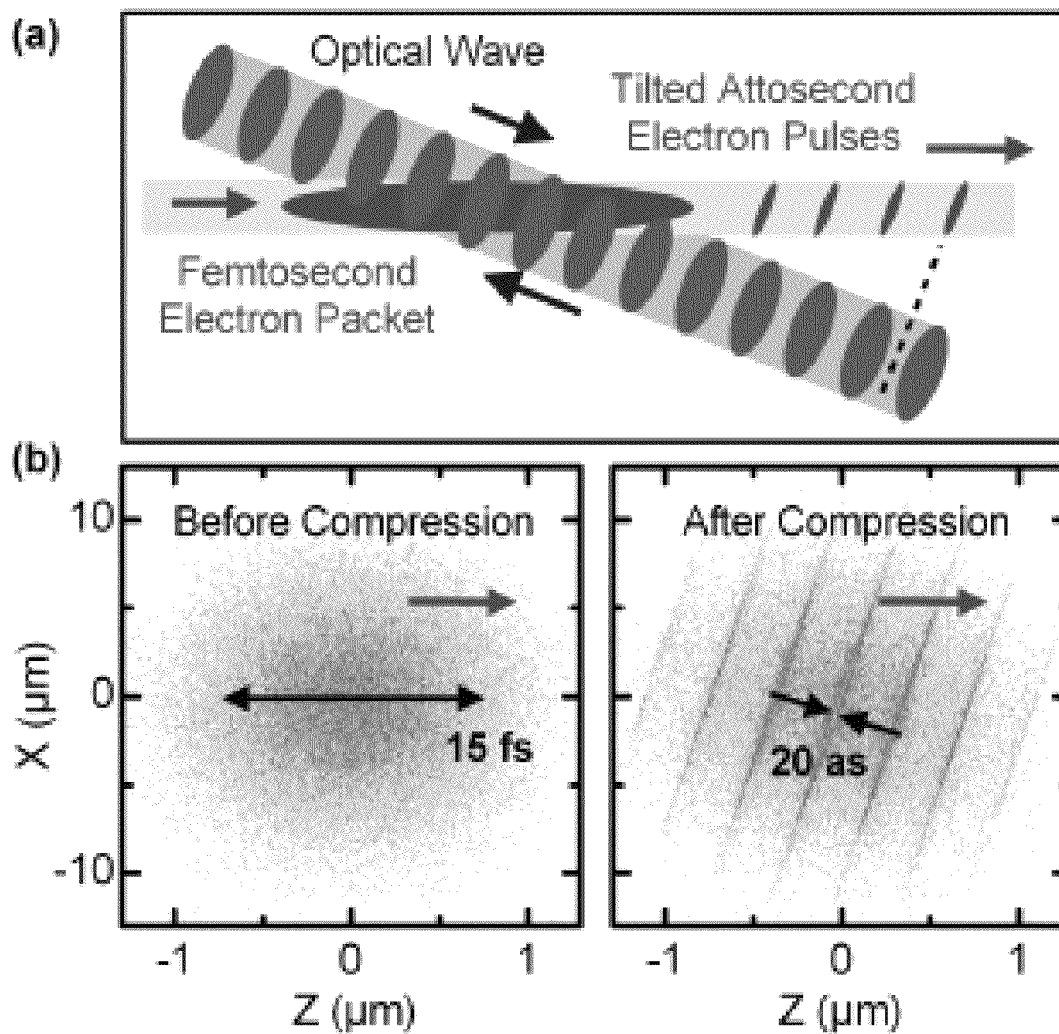 (a)
Optical Wave
Tilted Attosecond
Electron Pulses
Femtosecond
Electron Packet
(b)
Before Compression
After Compression
10
0
-10
X (µm)
15 fs
20 as
-1 0 1
-1 0 1
Z (µm)
Z (µm)